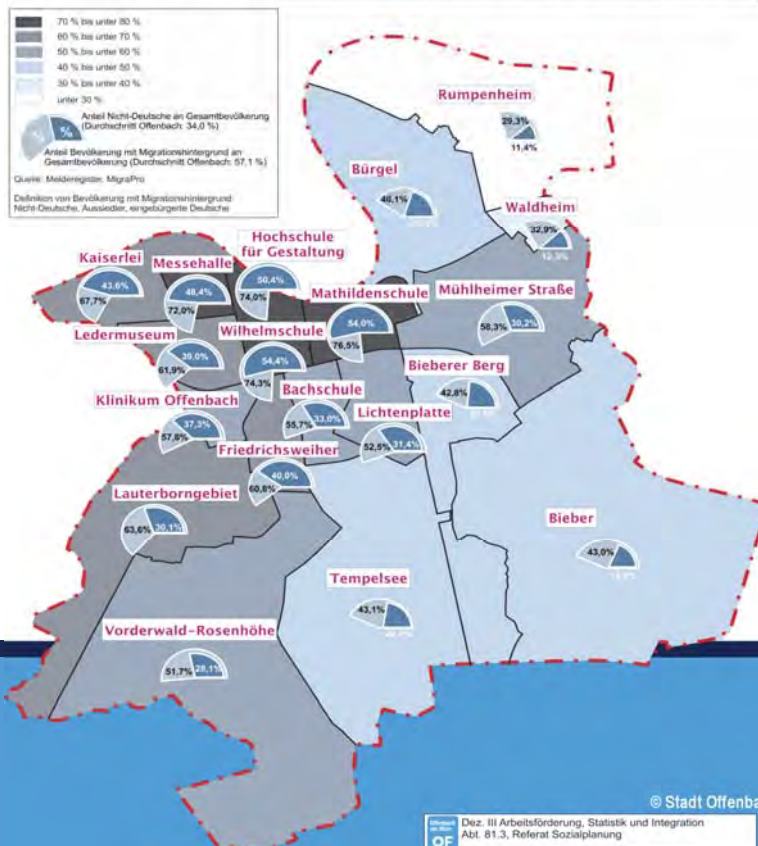 70 % bis unter 80 %
60 % bis unter 70 %
50 % bis unter 60 %
40 % bis unter 50 %
30 % bis unter 40 %
unter 30 %
%
Anteil Nicht-Deutsche an Gesamtbevölkerung
(Durchschnitt Offenbach: 34,0 %)
Anteil Bevölkerung mit Migrationshintergrund an
Gesamtbevölkerung (Durchschnitt Offenbach: 57,1 %)
Quelle: Melderegister, MigraPro
Definition von Bevölkerung mit Migrationshintergrund:
Nicht-Deutsche, Aussiedler, eingebürgerte Deutsche
Rumpenheim
29,3%
11,4%
Bürgel
46,1%
Waldheim
32,9%
12,3%
Kaiserlei
43,6%
67,7%
Messehalle
48,4%
72,0%
Hochschule
für Gestaltung
50,4%
74,0%
Mathildenschule
54,0%
76,5%
Mühlheimer Straße
58,3%
30,2%
Ledermuseum
39,0%
61,9%
Wilhelmschule
54,4%
74,3%
Bieberer Berg
42,8%
Klinikum Offenbach
37,3%
57,8%
Bachschule
33,0%
55,7%
Lichtenplatte
52,5%
31,4%
Friedrichsweiher
40,0%
60,8%
Lauterborngebiet
63,6%
30,1%
Bieber
43,0%
Tempelsee
43,1%
Vorderwald-Rosenhöhe
51,7%
28,1%
© Stadt Offenba
Dez. III Arbeitsförderung, Statistik und Integration
Abt. 81.3, Referat Sozialplanung
OF